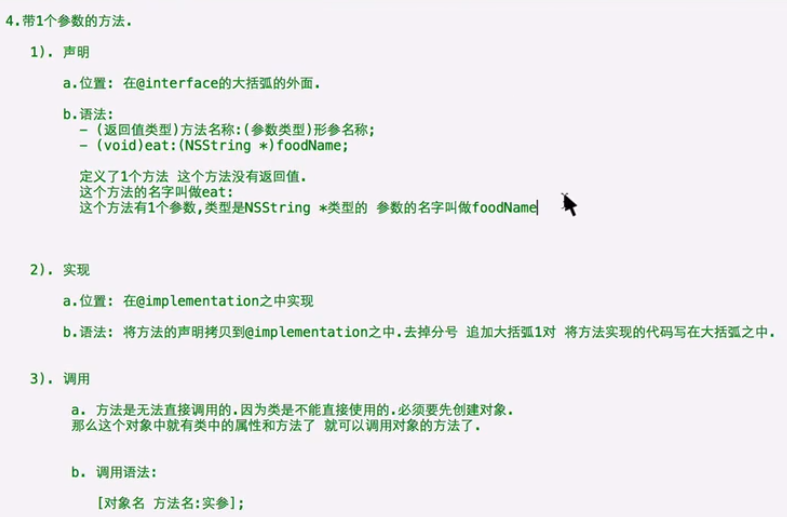 4.带1个参数的方法.
1). 声明
a.位置: 在@interface的大括弧的外面.
b.语法:
- (返回值类型)方法名称:(参数类型)形参名称;
- (void)eat:(NSString *)foodName;
定义了1个方法 这个方法没有返回值.
这个方法的名字叫做eat:
这个方法有1个参数,类型是NSString *类型的 参数的名字叫做foodName
2). 实现
a.位置: 在@implementation之中实现
b.语法: 将方法的声明拷贝到@implementation之中.去掉分号 追加大括弧1对 将方法实现的代码写在大括弧之中.
3). 调用
a. 方法是无法直接调用的.因为类是不能直接使用的.必须要先创建对象.
那么这个对象中就有类中的属性和方法了 就可以调用对象的方法了.
b. 调用语法:
[对象名 方法名:实参];